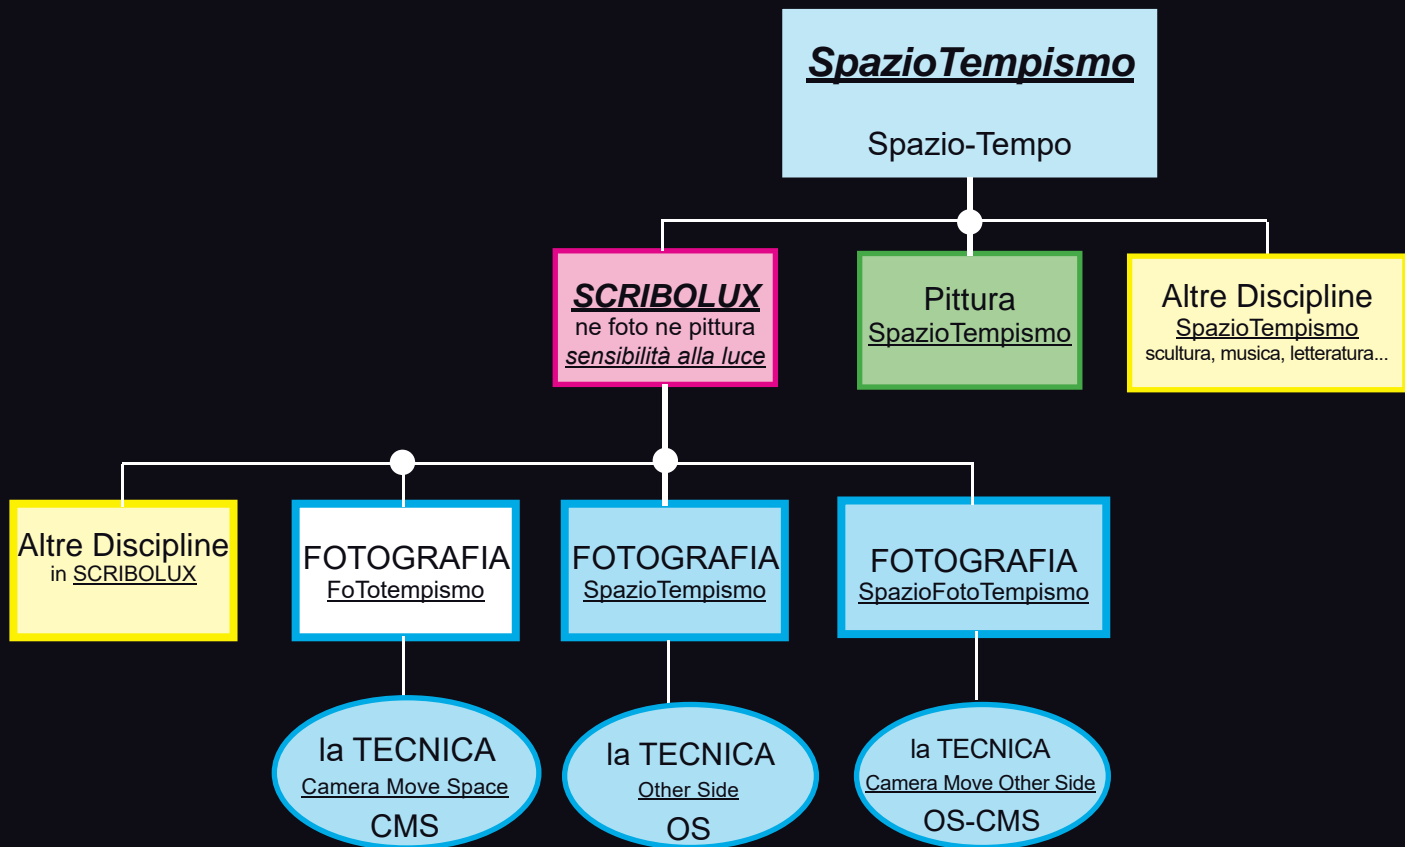 SpazioTempismo
Spazio-Tempo
SCRIBOLUX
ne foto ne pittura
sensibilità alla luce
Pittura
SpazioTempismo
Altre Discipline
SpazioTempismo
scultura, musica, letteratura...
Altre Discipline
in SCRIBOLUX
FOTOGRAFIA
FoTotempismo
FOTOGRAFIA
SpazioTempismo
FOTOGRAFIA
SpazioFotoTempismo
la TECNICA
Camera Move Space
CMS
la TECNICA
Other Side
OS
la TECNICA
Camera Move Other Side
OS-CMS